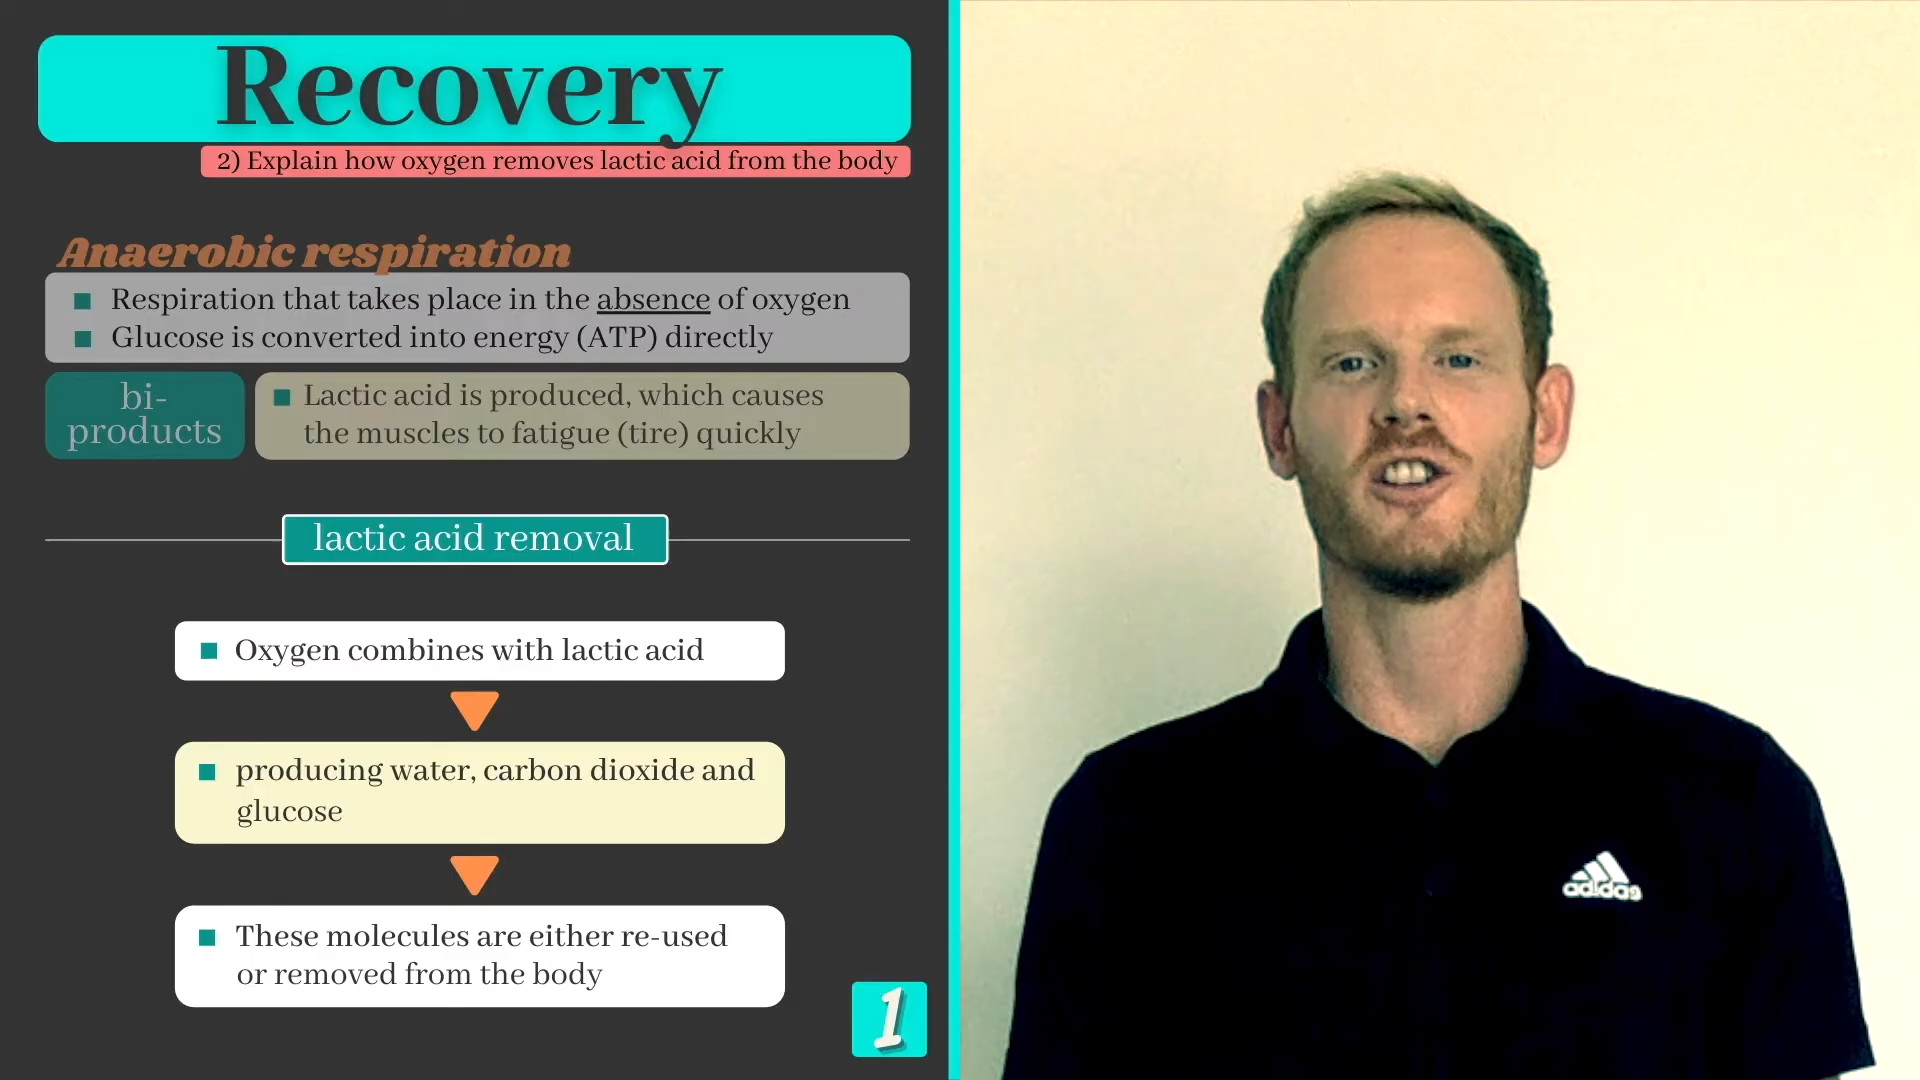 Recovery
2) Explain how oxygen removes lactic acid from the body
Anaerobic respiration
Respiration that takes place in the absence of oxygen
Glucose is converted into energy (ATP) directly
bi-
products
Lactic acid is produced, which causes
the muscles to fatigue (tire) quickly
lactic acid removal
Oxygen combines with lactic acid
producing water, carbon dioxide and
glucose
These molecules are either re-used
or removed from the body
1
adidas